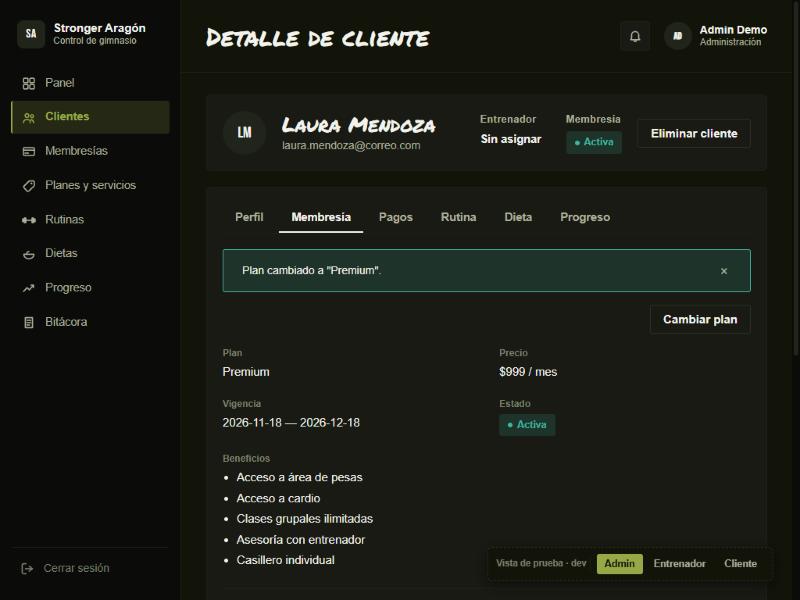 SA
Stronger Aragón
Control de gimnasio
Panel
Clientes
Membresías
Planes y servicios
Rutinas
Dietas
Progreso
Bitácora
Cerrar sesión
Detalle de cliente
AD
Admin Demo
Administración
LM
Laura Mendoza
laura.mendoza@correo.com
Entrenador
Sin asignar
Membresía
Activa
Eliminar cliente
Perfil
Membresía
Pagos
Rutina
Dieta
Progreso
Plan cambiado a "Premium".
×
Cambiar plan
Plan
Premium
Precio
$999 / mes
Vigencia
2026-11-18 — 2026-12-18
Estado
Activa
Beneficios
Acceso a área de pesas
Acceso a cardio
Clases grupales ilimitadas
Asesoría con entrenador
Casillero individual
Vista de prueba · dev
Admin
Entrenador
Cliente